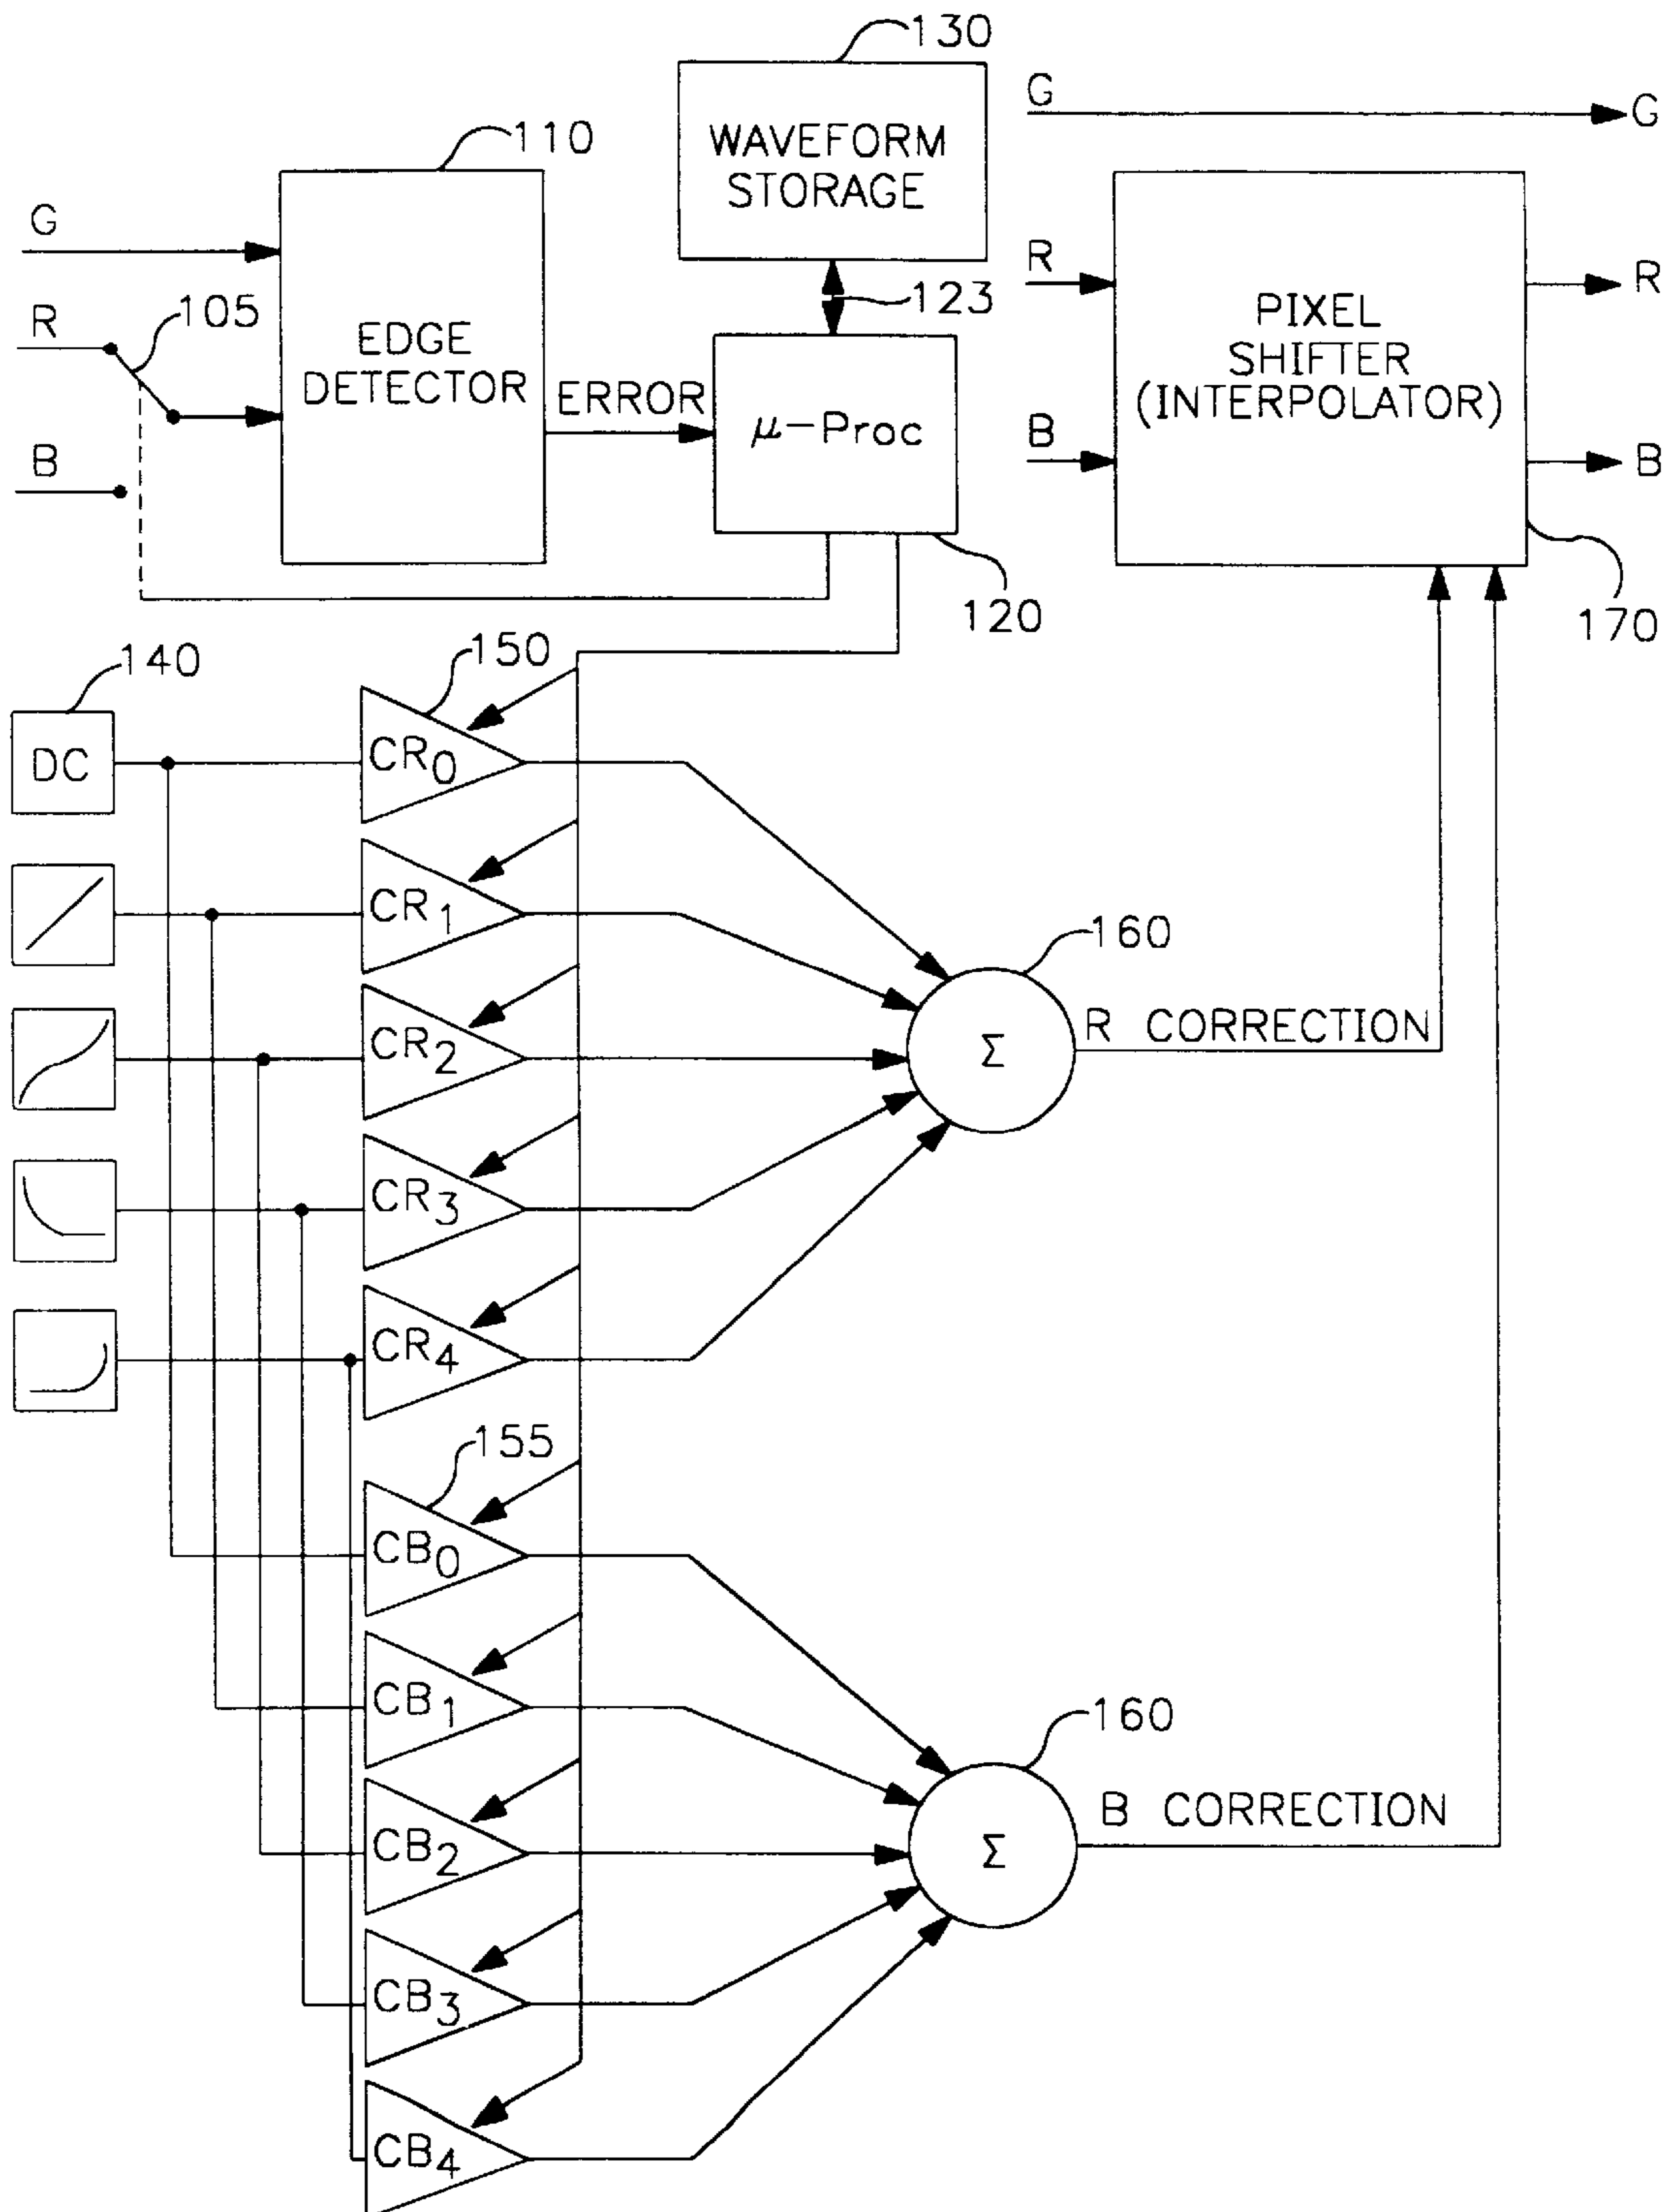 130
WAVEFORM
STORAGE
G
G
110
G
R
105
B
EDGE
DETECTOR
ERROR
123
μ-Proc
120
R
B
PIXEL
SHIFTER
(INTERPOLATOR)
R
B
170
140
DC
150
CR0
CR1
CR2
CR3
CR4
160
Σ
R CORRECTION
155
CB0
CB1
CB2
CB3
CB4
160
Σ
B CORRECTION